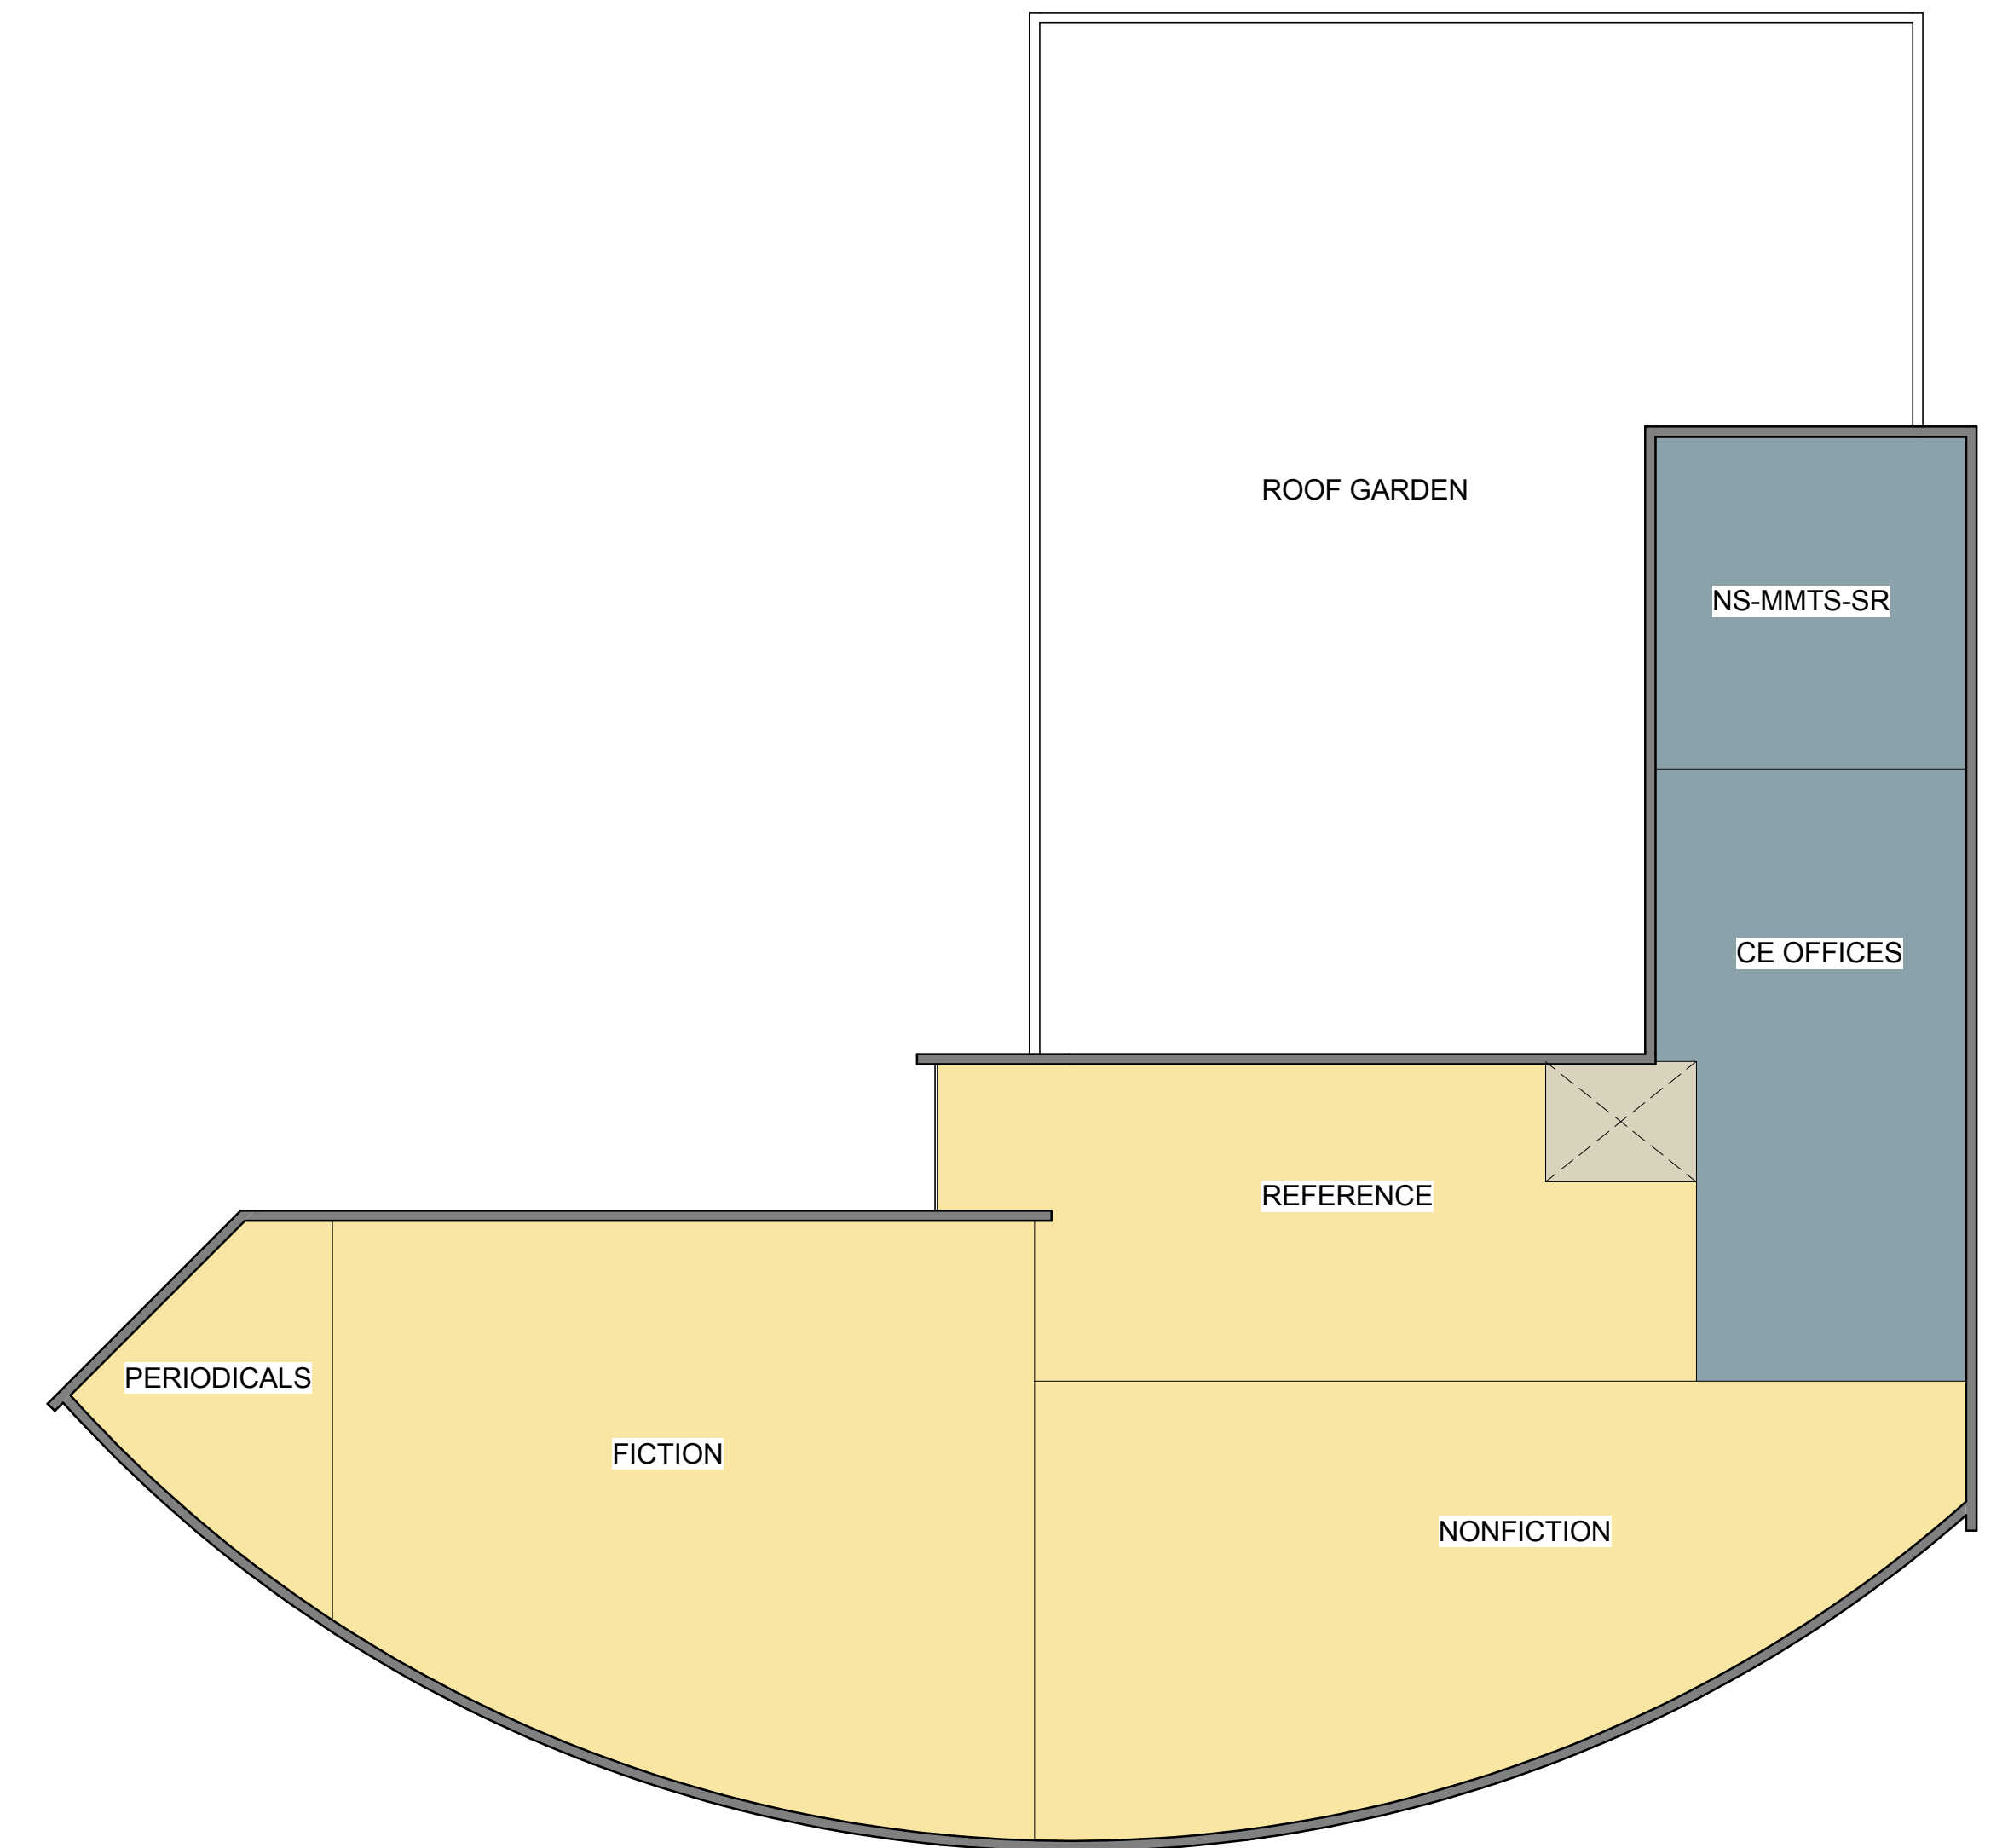 ROOF GARDEN
NS-MMTS-SR
CE OFFICES
REFERENCE
PERIODICALS
FICTION
NONFICTION